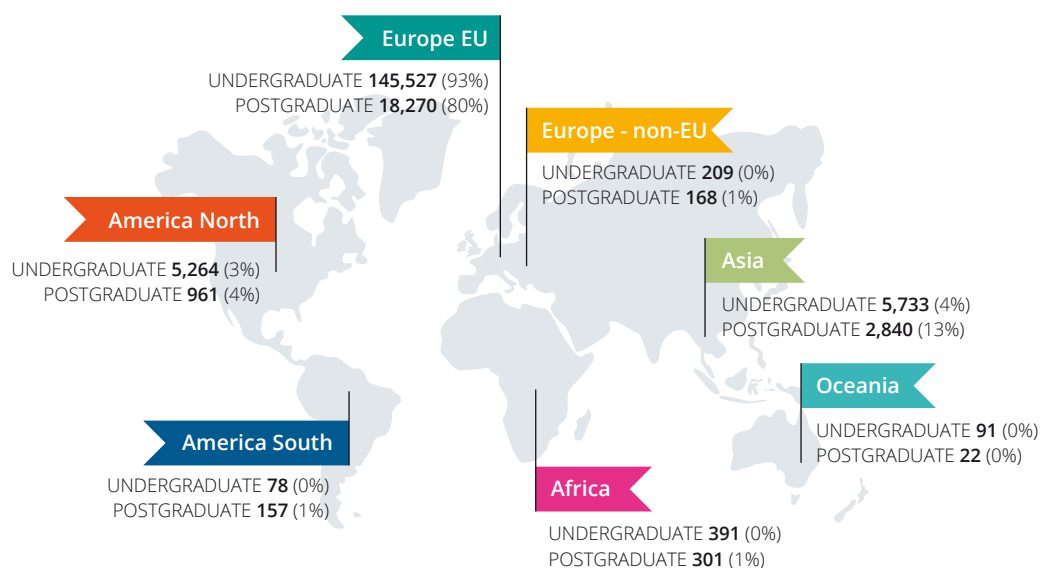 Europe EU
UNDERGRADUATE 145,527 (93%)
POSTGRADUATE 18,270 (80%)
Europe - non-EU
UNDERGRADUATE 209 (0%)
POSTGRADUATE 168 (1%)
America North
UNDERGRADUATE 5,264 (3%)
POSTGRADUATE 961 (4%)
Asia
UNDERGRADUATE 5,733 (4%)
POSTGRADUATE 2,840 (13%)
Oceania
UNDERGRADUATE 91 (0%)
POSTGRADUATE 22 (0%)
America South
UNDERGRADUATE 78 (0%)
POSTGRADUATE 157 (1%)
Africa
UNDERGRADUATE 391 (0%)
POSTGRADUATE 301 (1%)